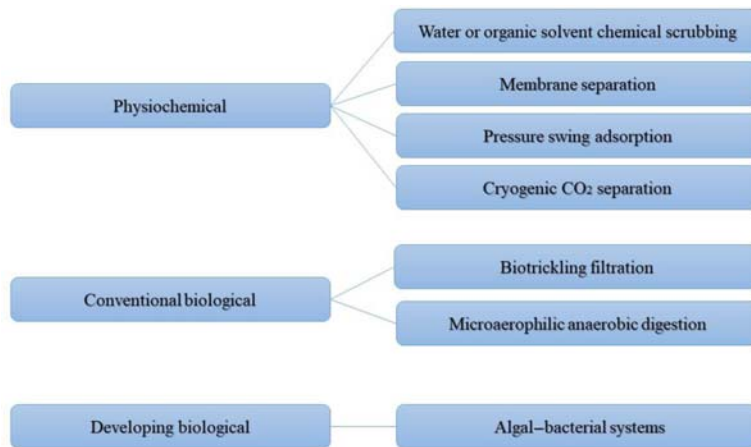 Physiochemical
Water or organic solvent chemical scrubbing
Membrane separation
Pressure swing adsorption
Cryogenic CO₂ separation
Conventional biological
Biotrickling filtration
Microaerophilic anaerobic digestion
Developing biological
Algal–bacterial systems